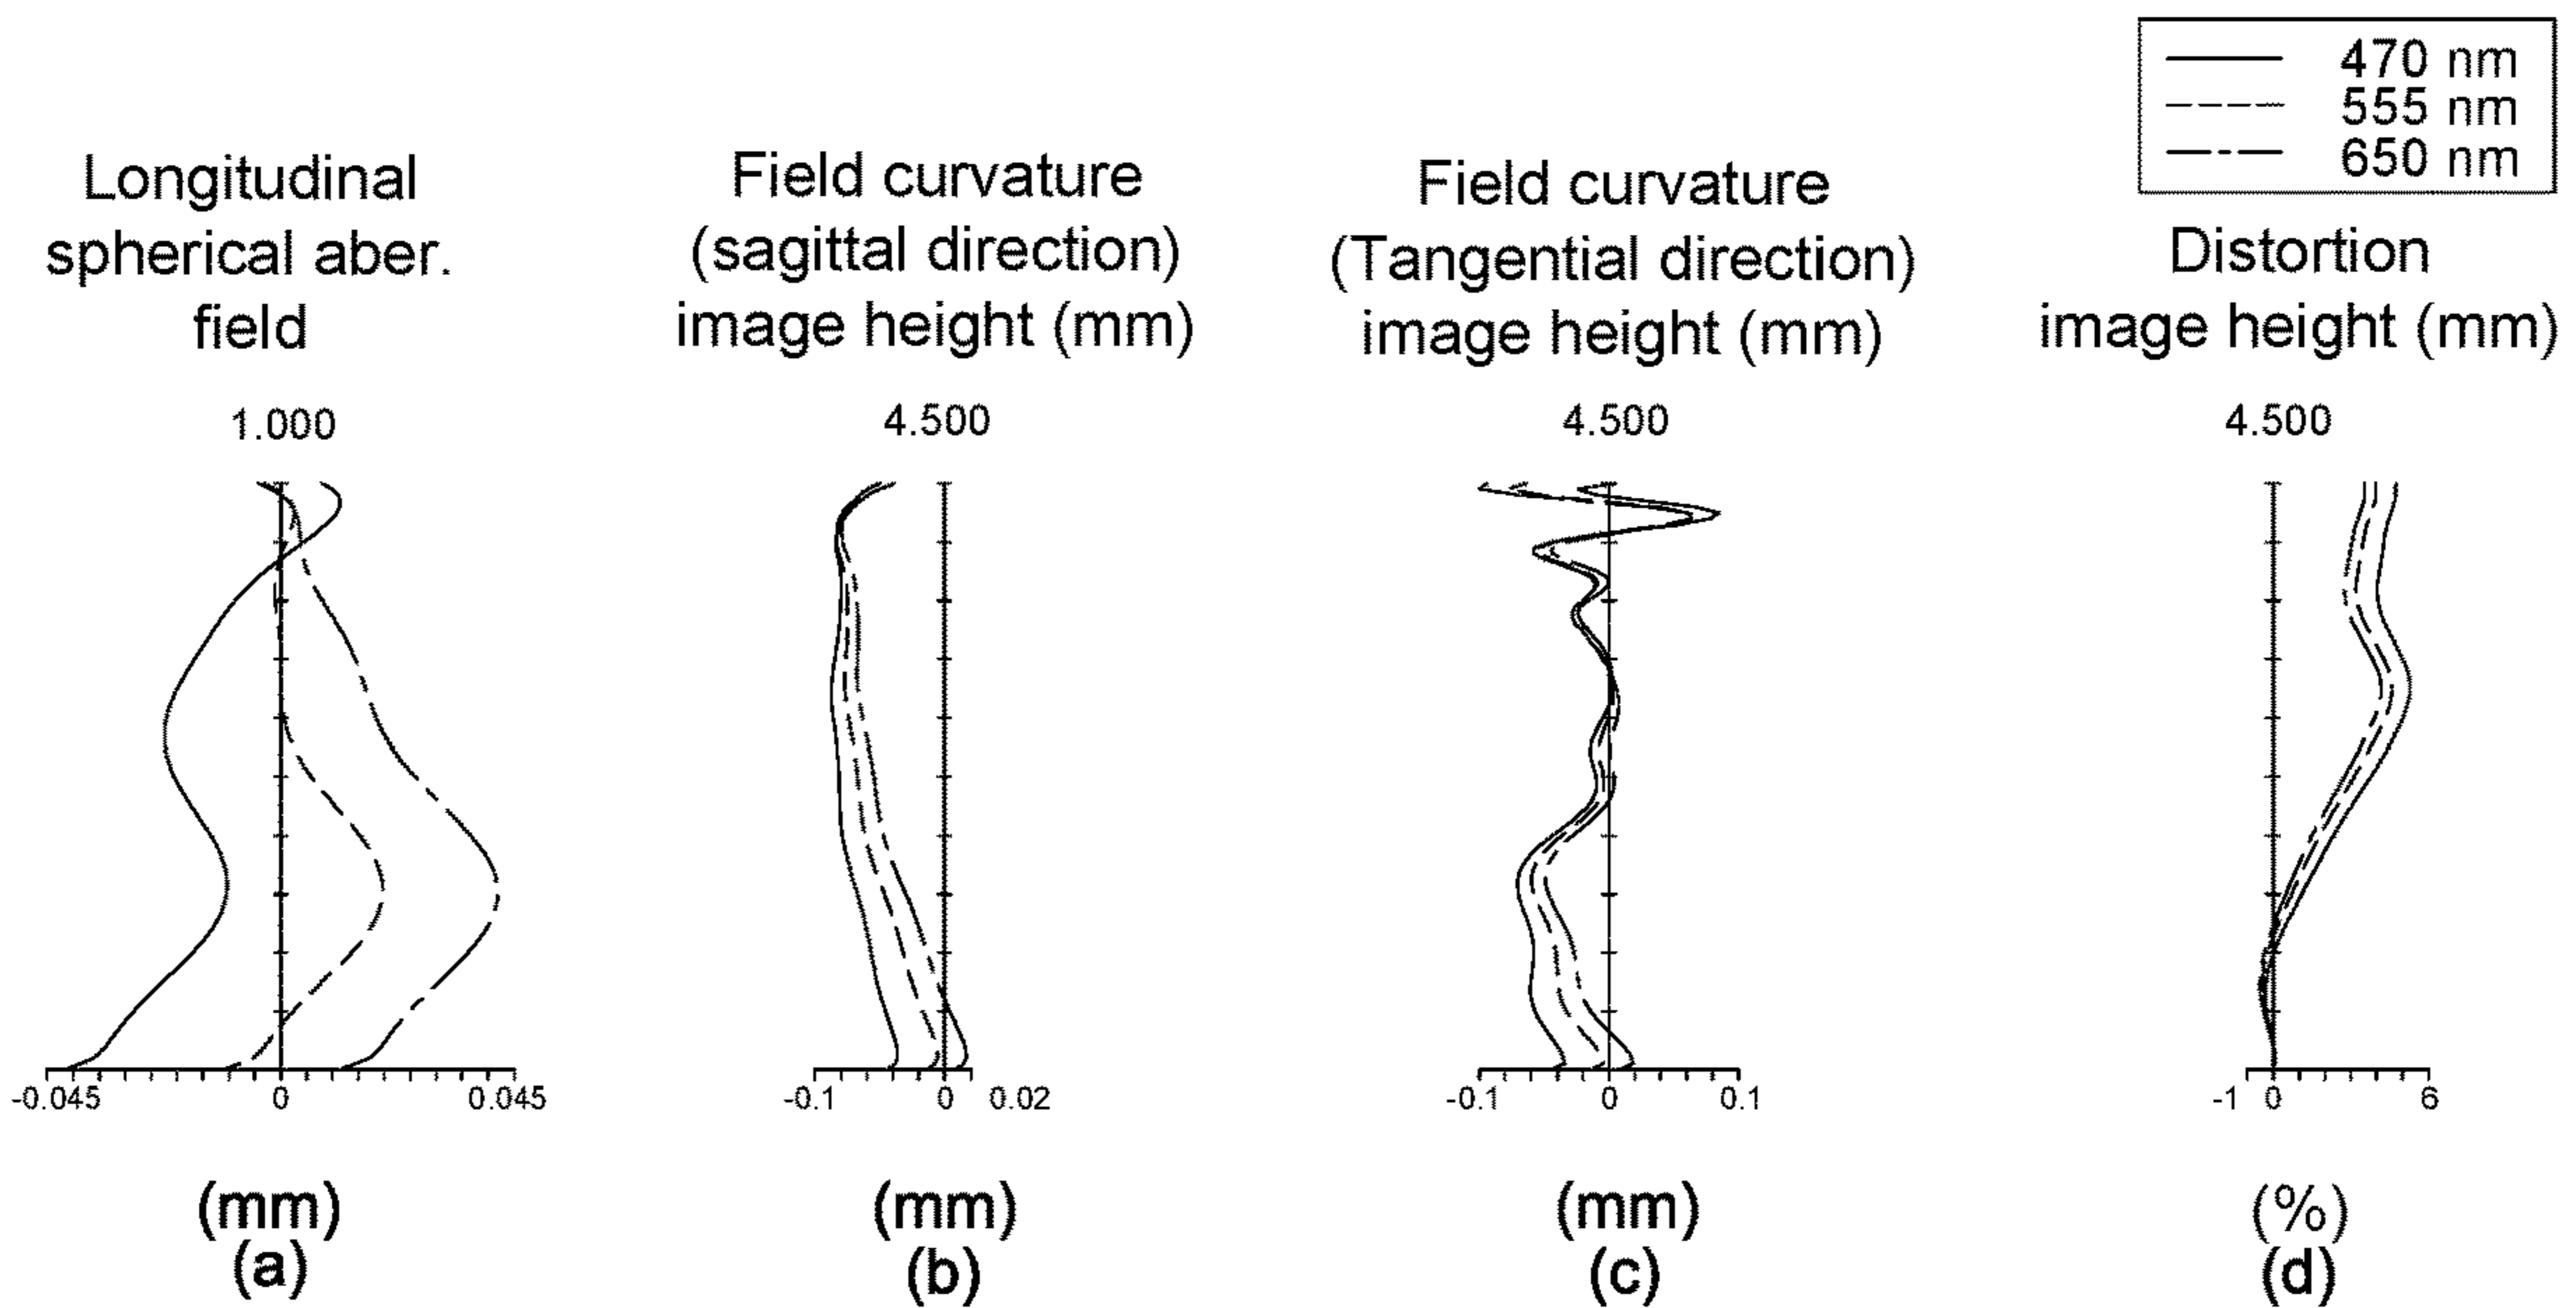 470 nm
555 nm
650 nm
Longitudinal
spherical aber.
field
1.000
-0.045 0 0.045
(mm)
(a)
Field curvature
(sagittal direction)
image height (mm)
4.500
-0.1 0 0.02
(mm)
(b)
Field curvature
(Tangential direction)
image height (mm)
4.500
-0.1 0 0.1
(mm)
(c)
Distortion
image height (mm)
4.500
-1 0 6
(%)
(d)